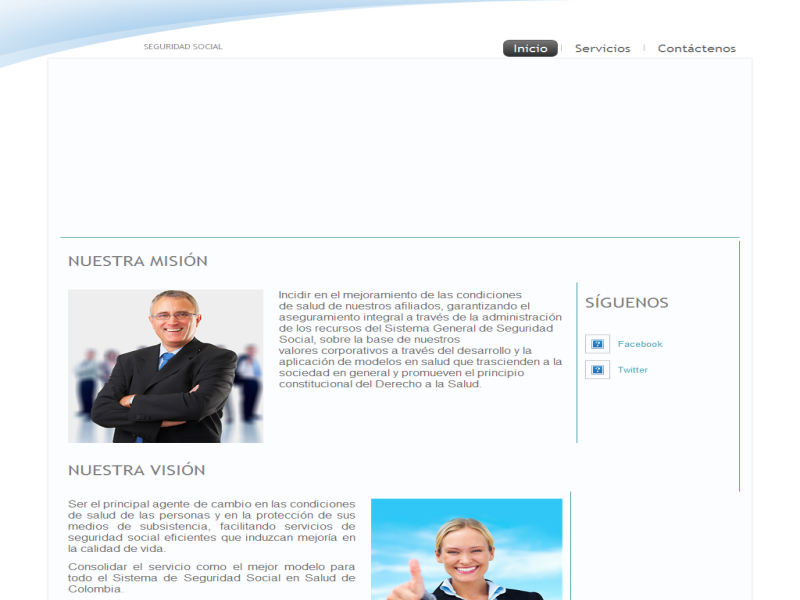 SEGURIDAD SOCIAL
Inicio
Servicios
Contáctenos
NUESTRA MISIÓN
Incidir en el mejoramiento de las condiciones
de salud de nuestros afiliados, garantizando el
aseguramiento integral a través de la administración
de los recursos del Sistema General de Seguridad
Social, sobre la base de nuestros
valores corporativos a través del desarrollo y la
aplicación de modelos en salud que trascienden a la
sociedad en general y promueven el principio
constitucional del Derecho a la Salud.
SÍGUENOS
Facebook
Twitter
NUESTRA VISIÓN
Ser el principal agente de cambio en las condiciones
de salud de las personas y en la protección de sus
medios de subsistencia, facilitando servicios de
seguridad social eficientes que induzcan mejoría en
la calidad de vida.
Consolidar el servicio como el mejor modelo para
todo el Sistema de Seguridad Social en Salud de
Colombia.